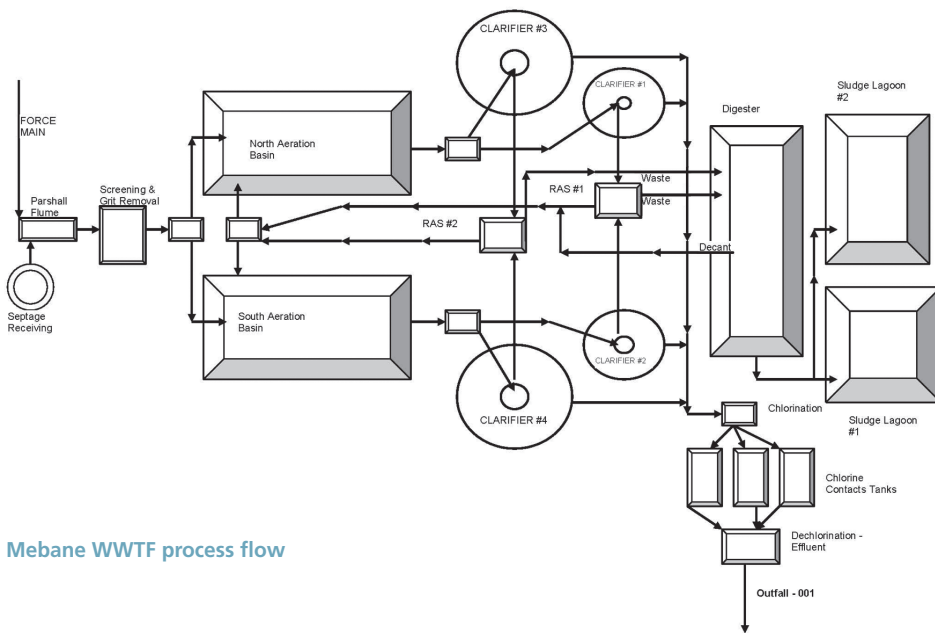 FORCE
MAIN
Parshall
Flume
Septage
Receiving
Screening &
Grit Removal
North Aeration
Basin
South Aeration
Basin
CLARIFIER #3
CLARIFIER #1
RAS #1
RAS #2
Waste
Waste
Decant
CLARIFIER #2
CLARIFIER #4
Digester
Sludge Lagoon
#2
Sludge Lagoon
#1
Chlorination
Chlorine
Contacts Tanks
Dechlorination -
Effluent
Outfall - 001
Mebane WWTF process flow